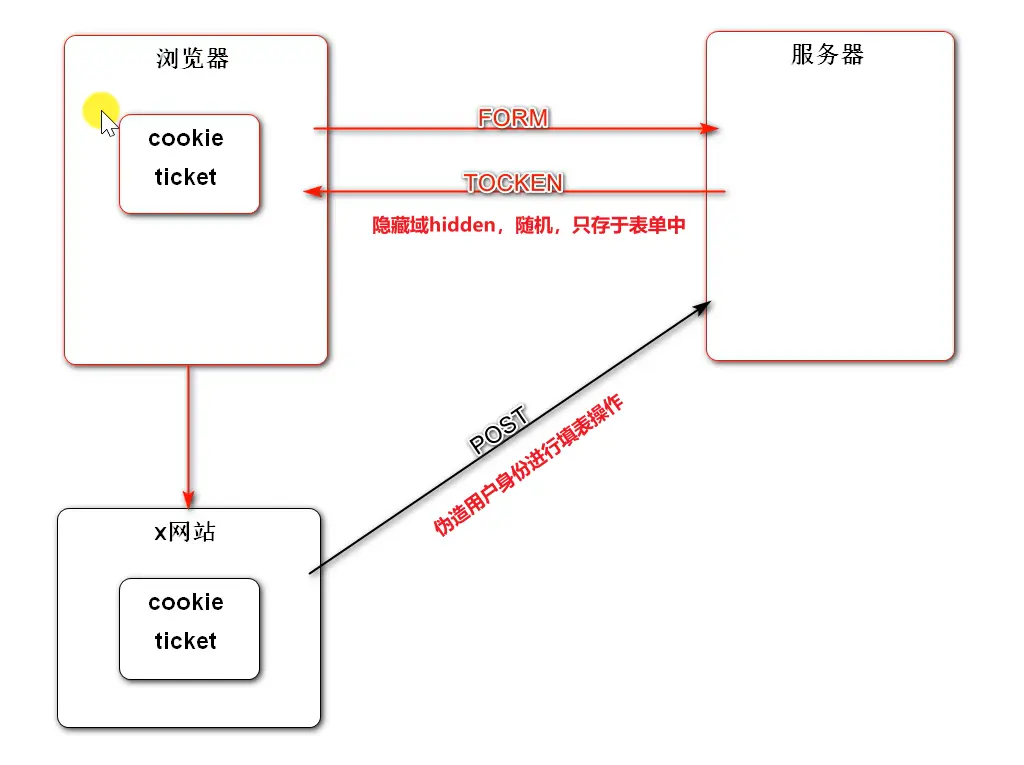 浏览器
服务器
cookie
ticket
FORM
TOCKEN
隐藏域hidden，随机，只存于表单中
POST
伪造用户身份进行填表操作
x网站
cookie
ticket